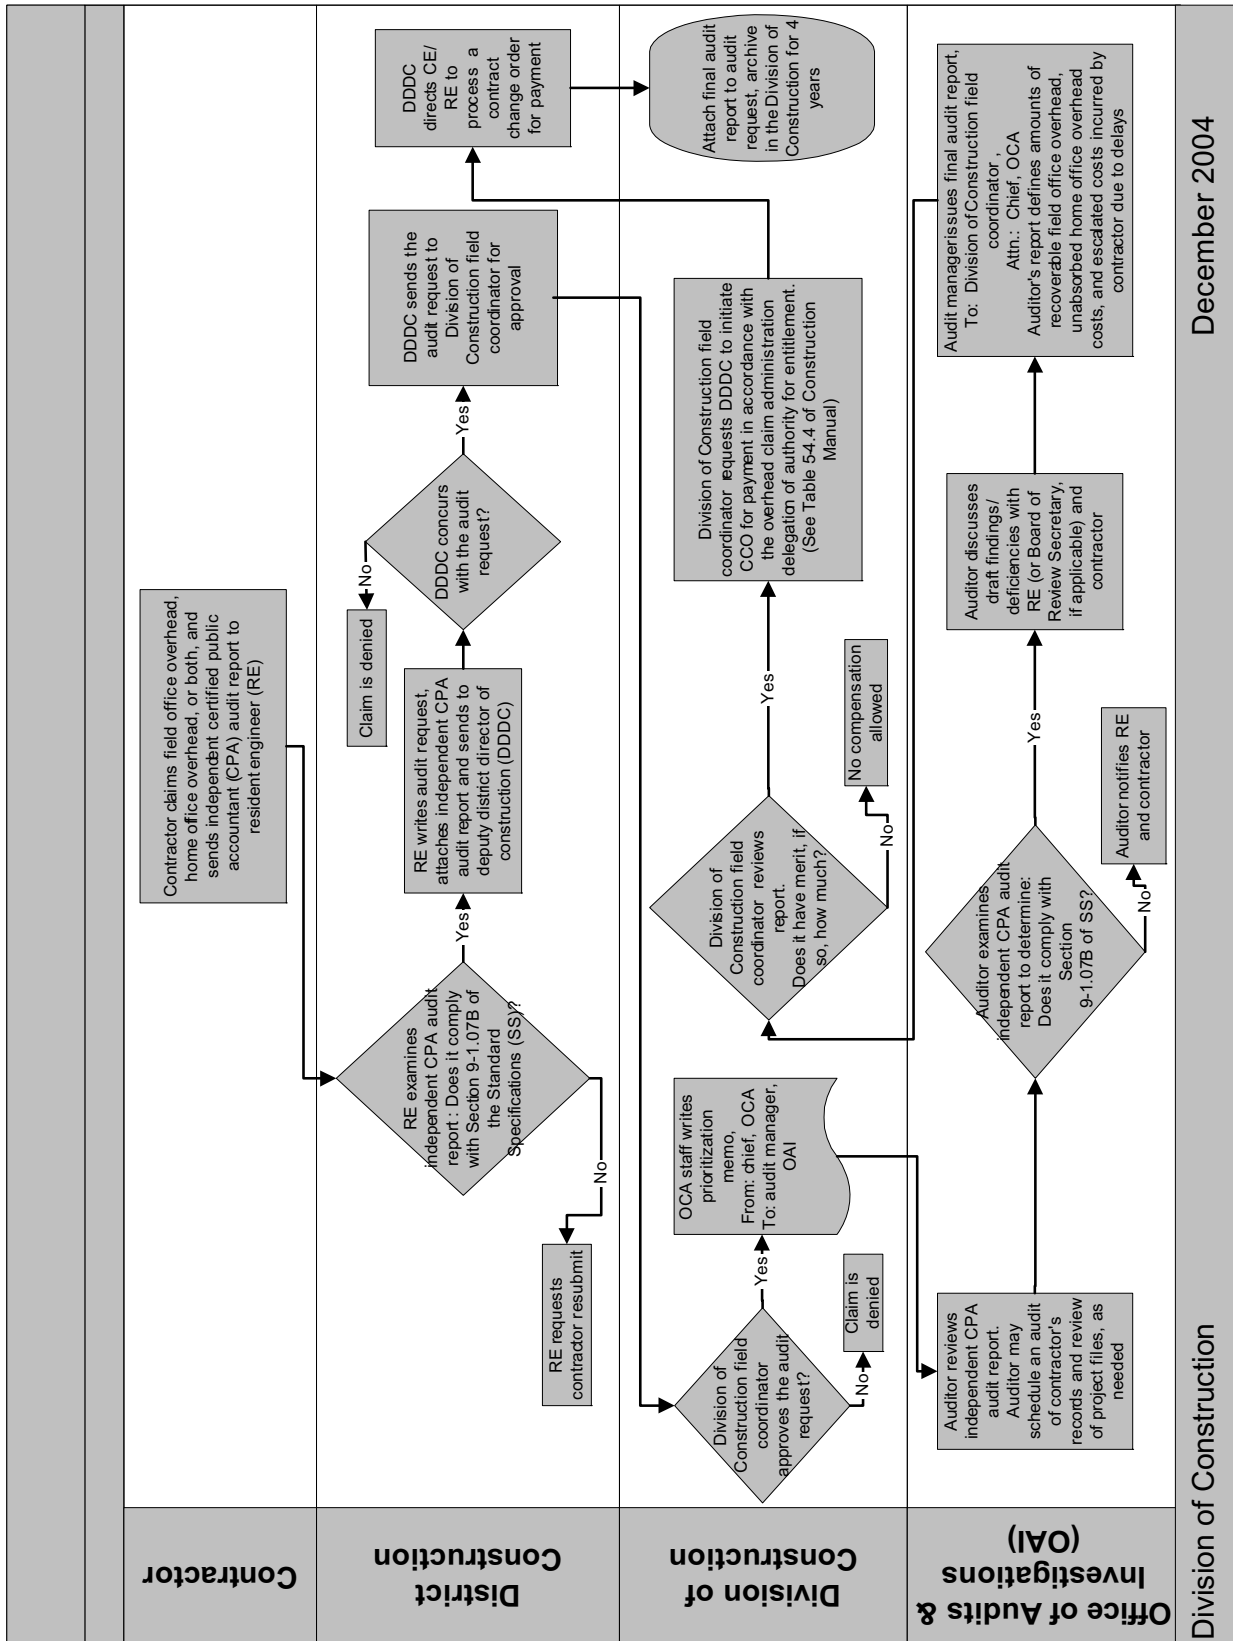 Contractor
Contractor claims field office overhead,
home office overhead, or both, and
sends independent certified public
accountant (CPA) audit report to
resident engineer (RE)
District
Construction
RE examines
independent CPA audit
report : Does it comply
with Section 9-1.07B of
the Standard
Specifications (SS)?
No
RE requests
contractor resubmit
Yes
RE writes audit request,
attaches independent CPA
audit report and sends to
deputy district director of
construction (DDDC)
DDDC concurs
with the audit
request?
No
Claim is denied
Yes
DDDC sends the
audit request to
Division of
Construction field
coordinator for
approval
DDDC
directs CE/
RE to
process a
contract
change order
for payment
Division of
Construction
Division of
Construction field
coordinator
approves the audit
request?
No
Claim is
denied
Yes
OCA staff writes
prioritization
memo,
From: chief, OCA
To: audit manager,
OAI
Division of
Construction field
coordinator reviews
report.
Does it have merit, if
so, how much?
No
No compensation
allowed
Yes
Division of Construction field
coordinator requests DDDC to initiate
CCO for payment in accordance with
the overhead claim administration
delegation of authority for entitlement.
(See Table 5-4.4 of Construction
Manual)
Attach final audit
report to audit
request, archive
in the Division of
Construction for 4
years
Office of Audits &
Investigations
(OAI)
Auditor reviews
independent CPA
audit report.
Auditor may
schedule an audit
of contractor's
records and review
of project files, as
needed
Auditor examines
independent CPA audit
report to determine:
Does it comply with
Section
9-1.07B of SS?
No
Auditor notifies RE
and contractor
Yes
Auditor discusses
draft findings/
deficiencies with
RE (or Board of
Review Secretary,
if applicable) and
contractor
Audit managerissues final audit report,
To: Division of Construction field
coordinator ,
Attn.: Chief, OCA
Auditor's report defines amounts of
recoverable field office overhead,
unabsorbed home office overhead
costs, and escalated costs incurred by
contractor due to delays
Division of Construction
December 2004